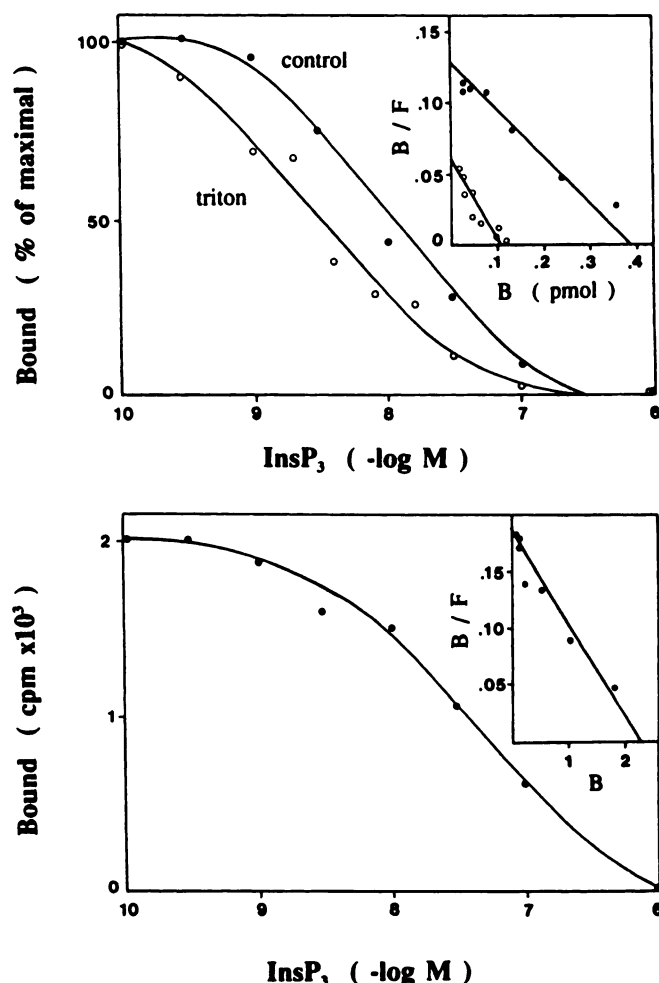 Bound ( % of maximal)
100
50
0
control
triton
10 9 8 7 6
InsP₃ ( -log M )
B / F
.15
.10
.05
0
.1 .2 .3 .4
B ( pmol )
Bound ( cpm x10³)
2
1
0
10 9 8 7 6
InsP₃ ( -log M )
B / F
.15
.10
.05
1 2
B